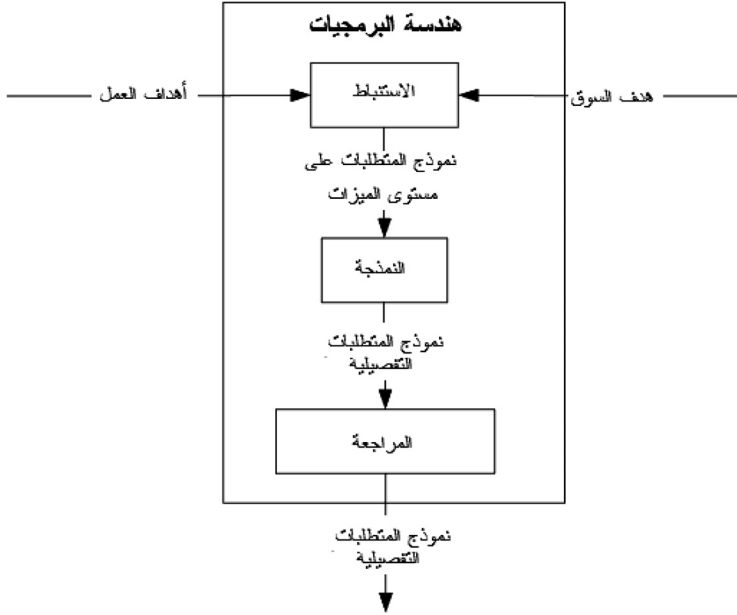 هندسة البرمجيات
الاستنباط
هدف السوق
أهداف العمل
نموذج المتطلبات على
مستوى الميزات
النمذجة
نموذج المتطلبات
التفصيلية
المراجعة
نموذج المتطلبات
التفصيلية